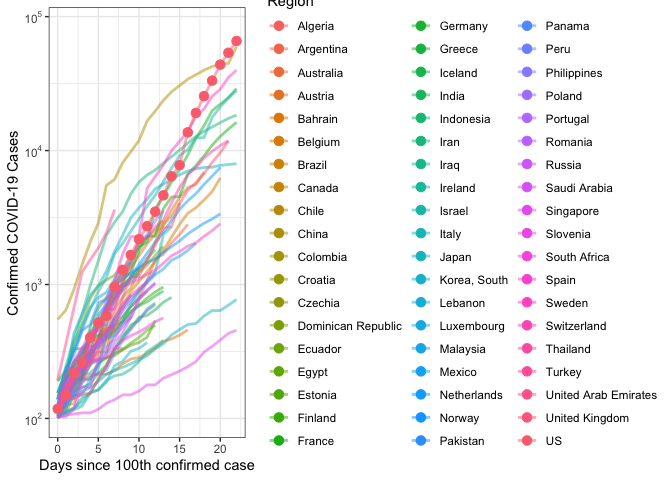 Region
10^5
10^4
10^3
10^2
Confirmed COVID-19 Cases
0 5 10 15 20
Days since 100th confirmed case
Algeria
Argentina
Australia
Austria
Bahrain
Belgium
Brazil
Canada
Chile
China
Colombia
Croatia
Czechia
Dominican Republic
Ecuador
Egypt
Estonia
Finland
France
Germany
Greece
Iceland
India
Indonesia
Iran
Iraq
Ireland
Israel
Italy
Japan
Korea, South
Lebanon
Luxembourg
Malaysia
Mexico
Netherlands
Norway
Pakistan
Panama
Peru
Philippines
Poland
Portugal
Romania
Russia
Saudi Arabia
Singapore
Slovenia
South Africa
Spain
Sweden
Switzerland
Thailand
Turkey
United Arab Emirates
United Kingdom
US